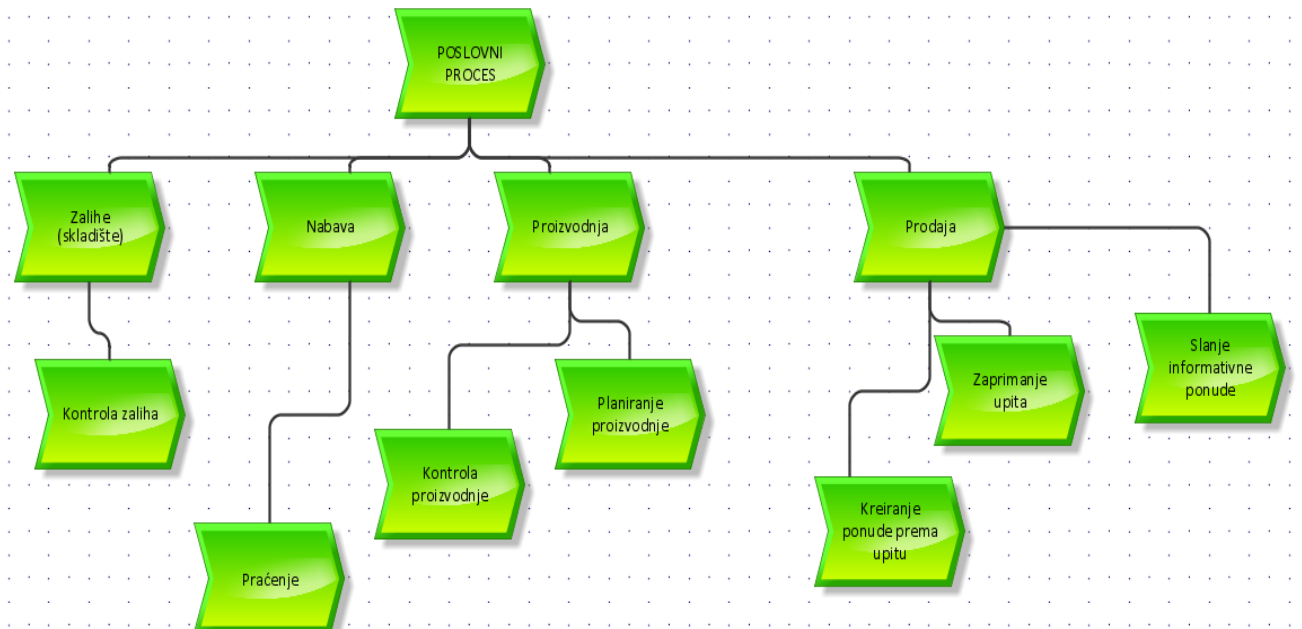 POSLOVNI
PROCES
Zalihe
(skladište)
Nabava
Proizvodnja
Prodaja
Kontrola zaliha
Praćenje
Kontrola
proizvodnje
Planiranje
proizvodnje
Kreiranje
ponude prema
upitu
Zaprimanje
upita
Slanje
informativne
ponude